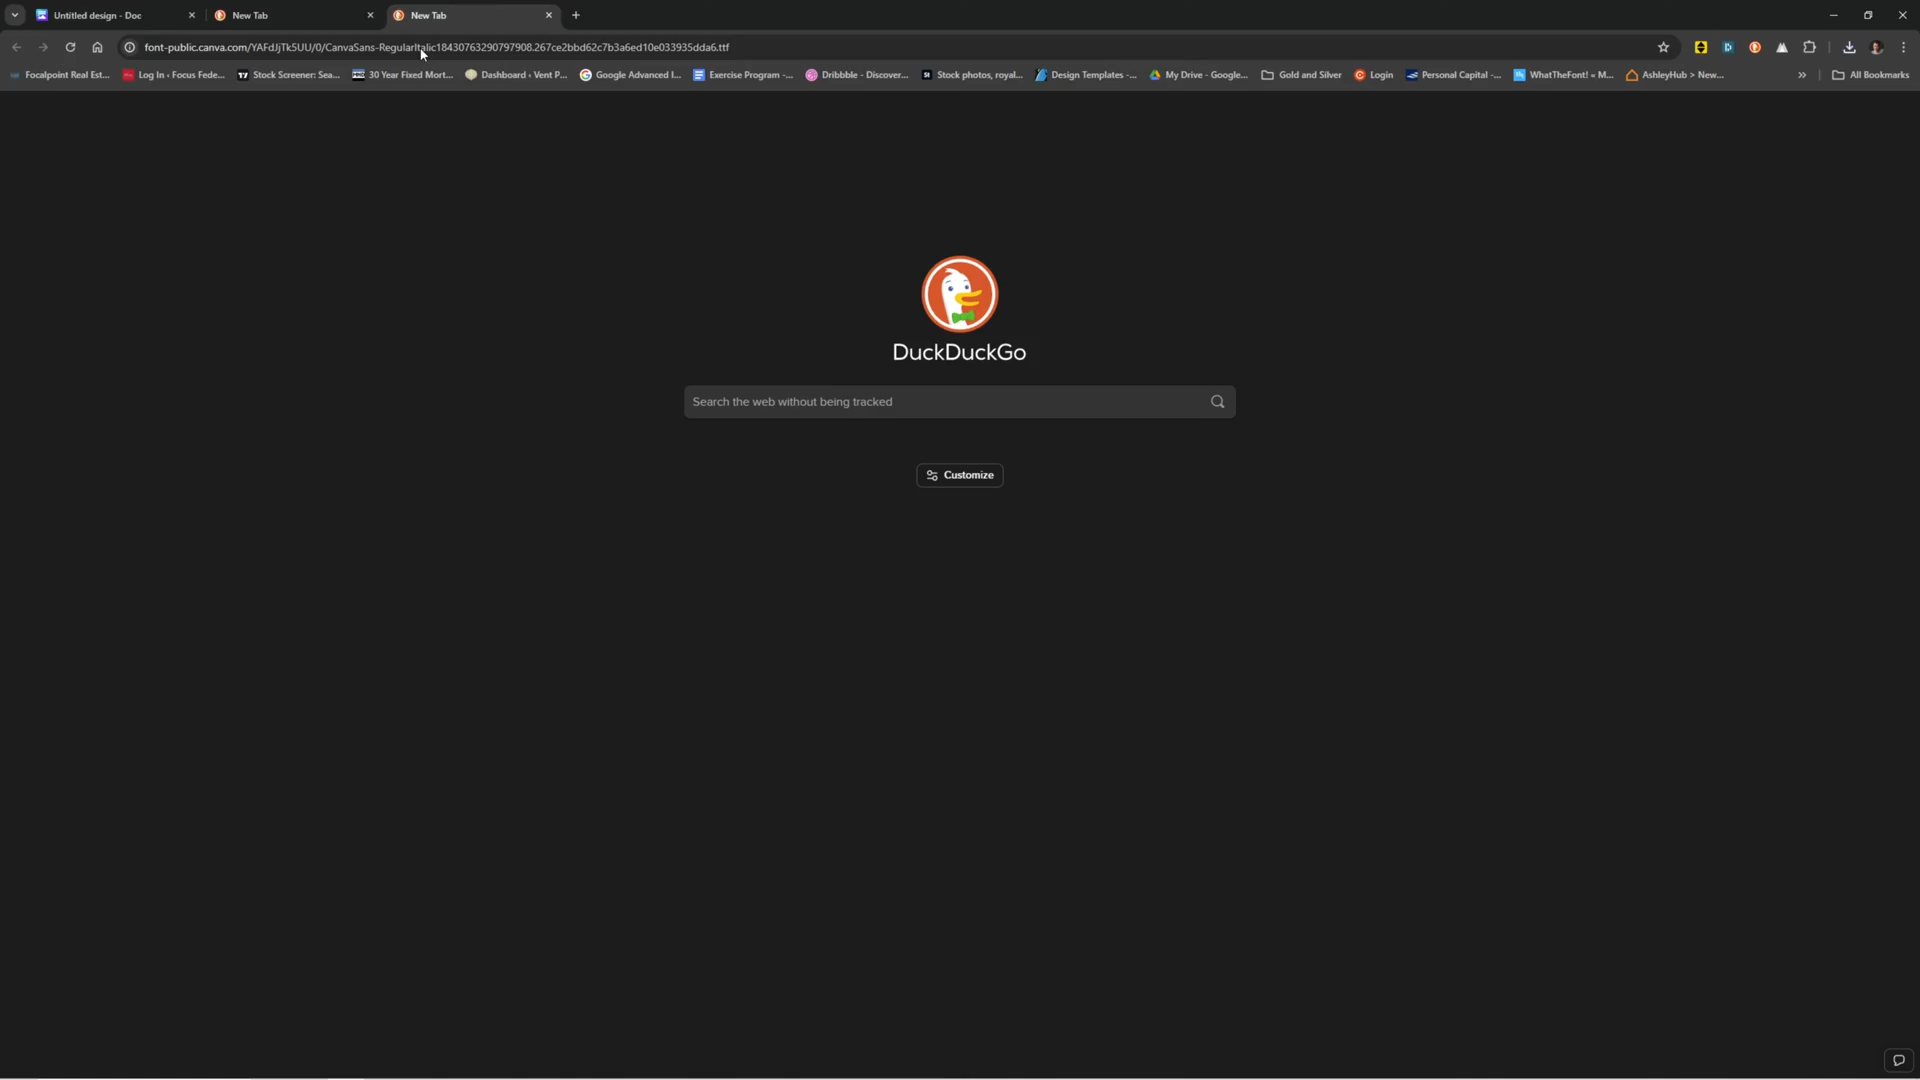 Untitled design - Doc
New Tab
New Tab
font-public.canva.com/YAFdJjTk5UU/0/CanvaSans-RegularItalic18430763290797908.267ce2bbd62c7b3a6ed10e033935dda6.ttf
Focalpoint Real Est...
Log In ‹ Focus Fede...
Stock Screener: Sea...
30 Year Fixed Mort...
Dashboard ‹ Vent P...
Google Advanced I...
Exercise Program -...
Dribbble - Discover...
Stock photos, royal...
Design Templates -...
My Drive - Google...
Gold and Silver
Login
Personal Capital -...
WhatTheFont! « M...
AshleyHub > New...
All Bookmarks
DuckDuckGo
Search the web without being tracked
Customize